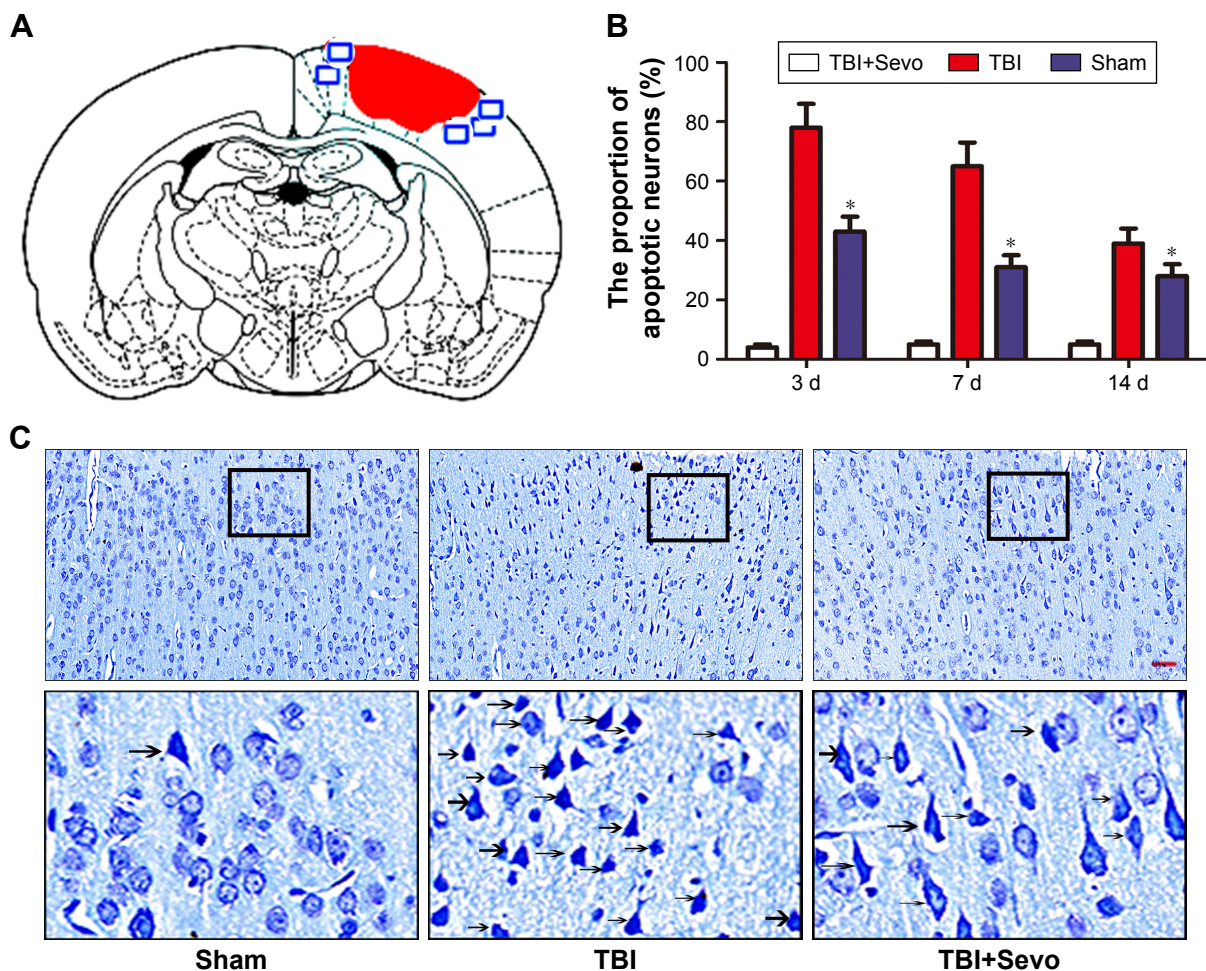 A
B
The proportion of
apoptotic neurons (%)
TBI+Sevo TBI Sham
100
80
60
40
20
0
*
*
*
3 d 7 d 14 d
C
Sham TBI TBI+Sevo